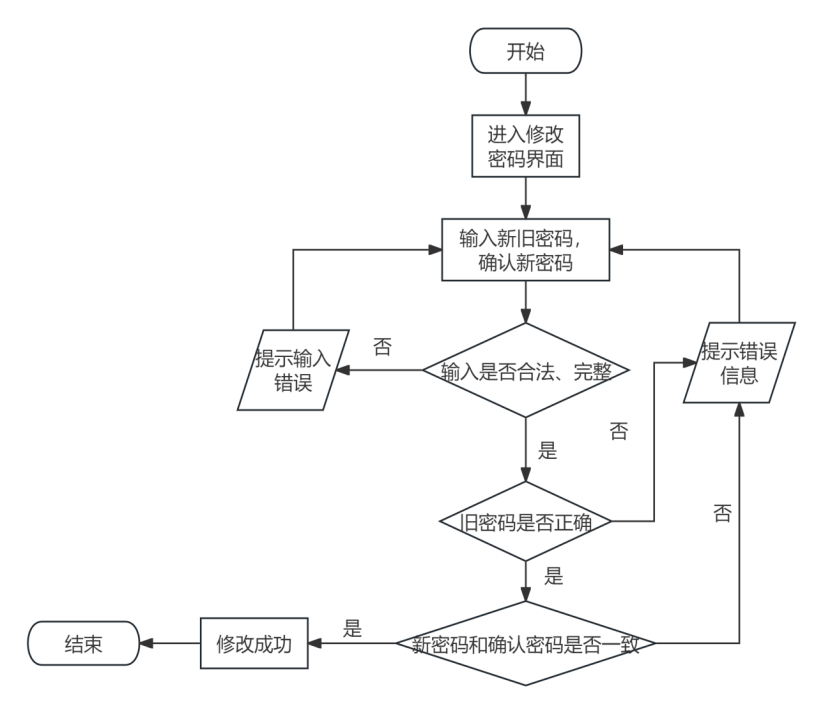 开始
进入修改
密码界面
输入新旧密码，
确认新密码
提示输入
错误
否
输入是否合法、完整
提示错误
信息
否
是
旧密码是否正确
否
是
结束
修改成功
是
新密码和确认密码是否一致